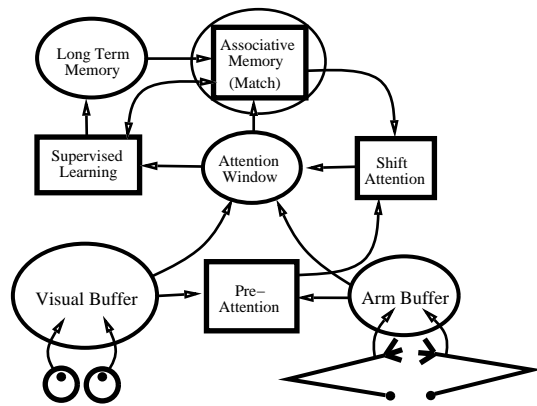 Long Term
Memory
Associative
Memory
(Match)
Supervised
Learning
Attention
Window
Shift
Attention
Visual Buffer
Pre−
Attention
Arm Buffer